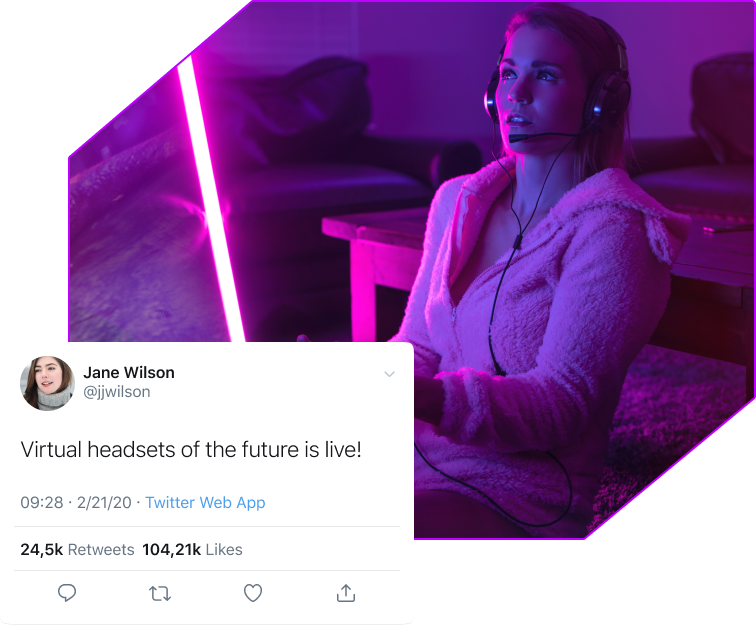 Jane Wilson
@jjwilson
Virtual headsets of the future is live!
09:28 · 2/21/20 · Twitter Web App
24,5k Retweets 104,21k Likes